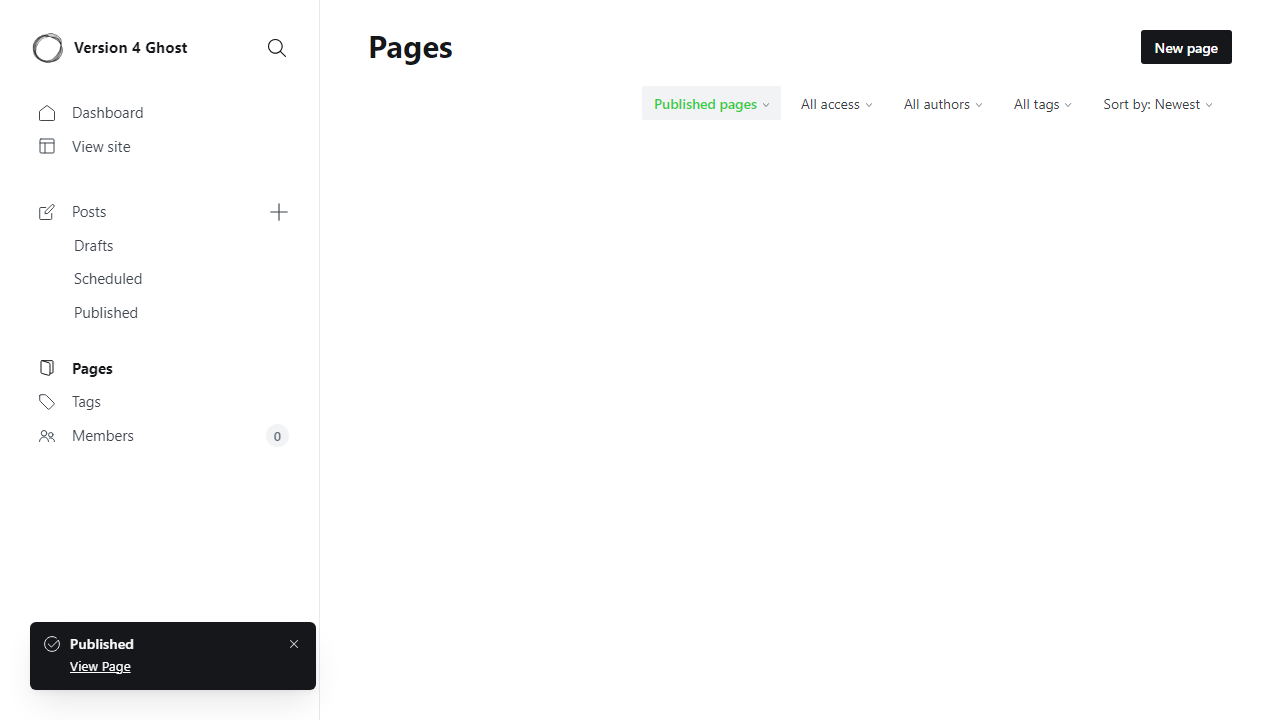 Version 4 Ghost
Dashboard
View site
Posts
Drafts
Scheduled
Published
Pages
Tags
Members 0
Published
View Page
Pages
New page
Published pages All access All authors All tags Sort by: Newest